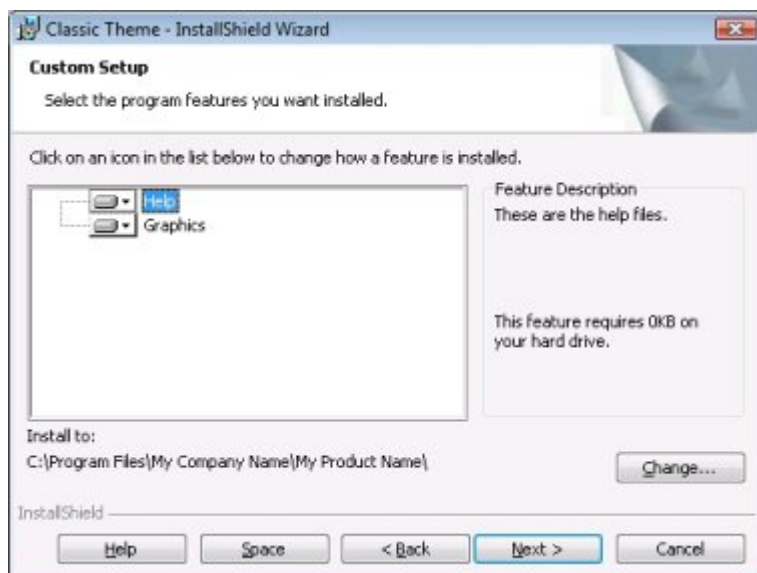 Classic Theme - InstallShield Wizard
Custom Setup
Select the program features you want installed.
Click on an icon in the list below to change how a feature is installed.
Help
Graphics
Feature Description
These are the help files.
This feature requires 0KB on
your hard drive.
Install to:
C:\Program Files\My Company Name\My Product Name\
Change...
InstallShield
Help
Space
< Back
Next >
Cancel